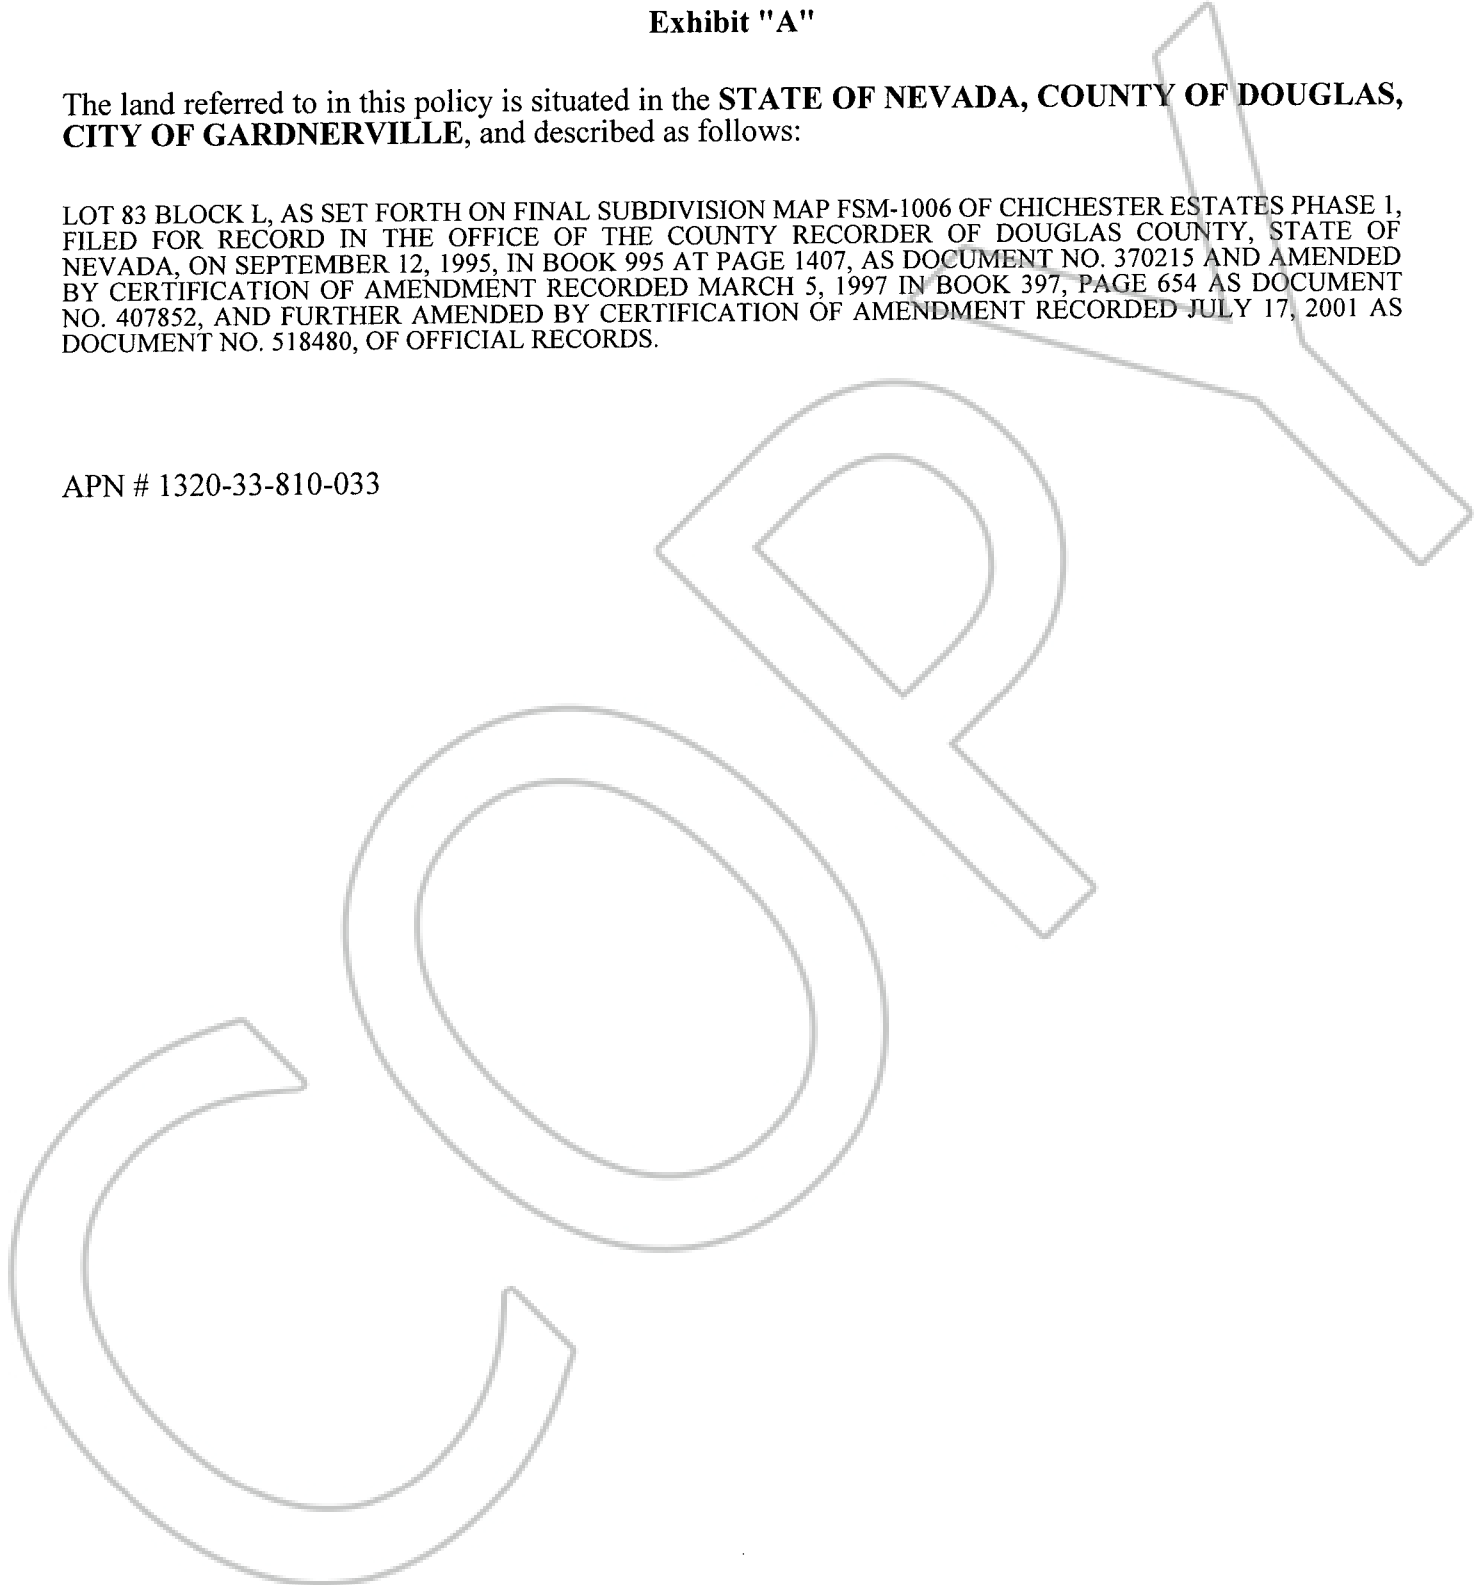 Exhibit "A"
The land referred to in this policy is situated in the STATE OF NEVADA, COUNTY OF DOUGLAS,
CITY OF GARDNERVILLE, and described as follows:
LOT 83 BLOCK L, AS SET FORTH ON FINAL SUBDIVISION MAP FSM-1006 OF CHICHESTER ESTATES PHASE 1,
FILED FOR RECORD IN THE OFFICE OF THE COUNTY RECORDER OF DOUGLAS COUNTY, STATE OF
NEVADA, ON SEPTEMBER 12, 1995, IN BOOK 995 AT PAGE 1407, AS DOCUMENT NO. 370215 AND AMENDED
BY CERTIFICATION OF AMENDMENT RECORDED MARCH 5, 1997 IN BOOK 397, PAGE 654 AS DOCUMENT
NO. 407852, AND FURTHER AMENDED BY CERTIFICATION OF AMENDMENT RECORDED JULY 17, 2001 AS
DOCUMENT NO. 518480, OF OFFICIAL RECORDS.
APN # 1320-33-810-033
COPY